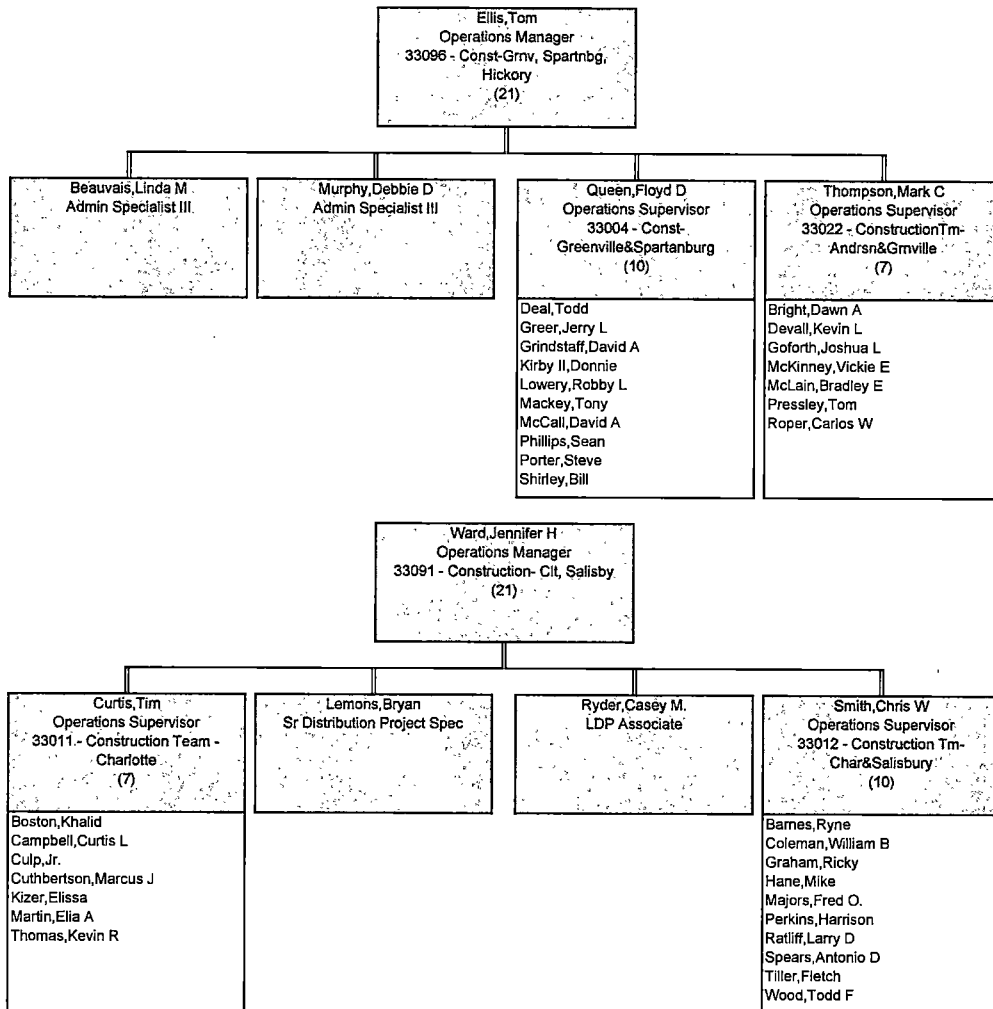 Ellis,Tom
Operations Manager
33096 - Const-Grnv, Spartnbg,
Hickory
(21)
Beauvais,Linda M
Admin Specialist III
Murphy,Debbie D
Admin Specialist III
Queen,Floyd D
Operations Supervisor
33004 - Const-
Greenville&Spartanburg
(10)
Deal,Todd
Greer,Jerry L
Grindstaff,David A
Kirby II,Donnie
Lowery,Robby L
Mackey,Tony
McCall,David A
Phillips,Sean
Porter,Steve
Shirley,Bill
Thompson,Mark C
Operations Supervisor
33022 - ConstructionTm-
Andrsn&Grnville
(7)
Bright,Dawn A
Devall,Kevin L
Goforth,Joshua L
McKinney,Vickie E
McLain,Bradley E
Pressley,Tom
Roper,Carlos W
Ward,Jennifer H
Operations Manager
33091 - Construction- Clt, Salisby
(21)
Curtis,Tim
Operations Supervisor
33011 - Construction Team -
Charlotte
(7)
Boston,Khalid
Campbell,Curtis L
Culp,Jr.
Cuthbertson,Marcus J
Kizer,Elissa
Martin,Elia A
Thomas,Kevin R
Lemons,Bryan
Sr Distribution Project Spec
Ryder,Casey M.
LDP Associate
Smith,Chris W
Operations Supervisor
33012 - Construction Tm-
Char&Salisbury
(10)
Barnes,Ryne
Coleman,William B
Graham,Ricky
Hane,Mike
Majors,Fred O.
Perkins,Harrison
Ratliff,Larry D
Spears,Antonio D
Tiller,Fletch
Wood,Todd F